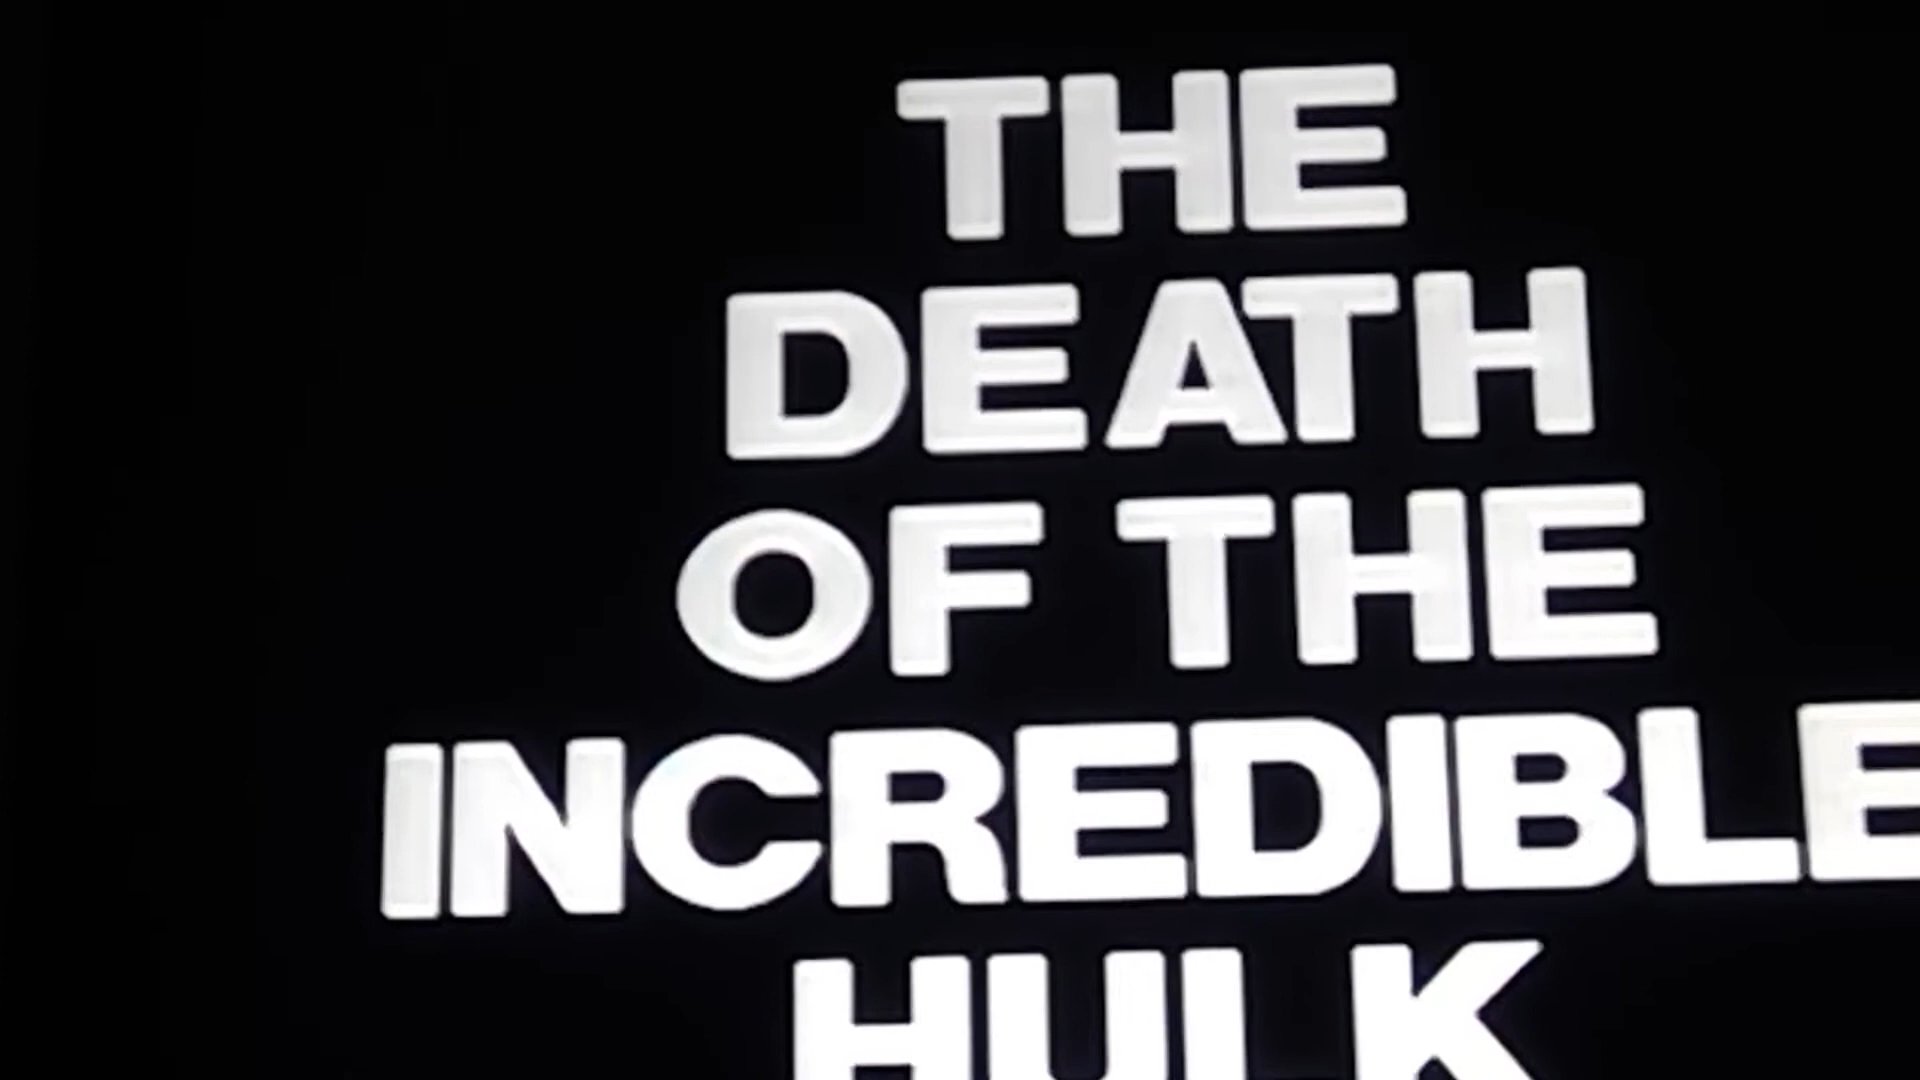 THE
DEATH
OF THE
INCREDIBLE
HULK